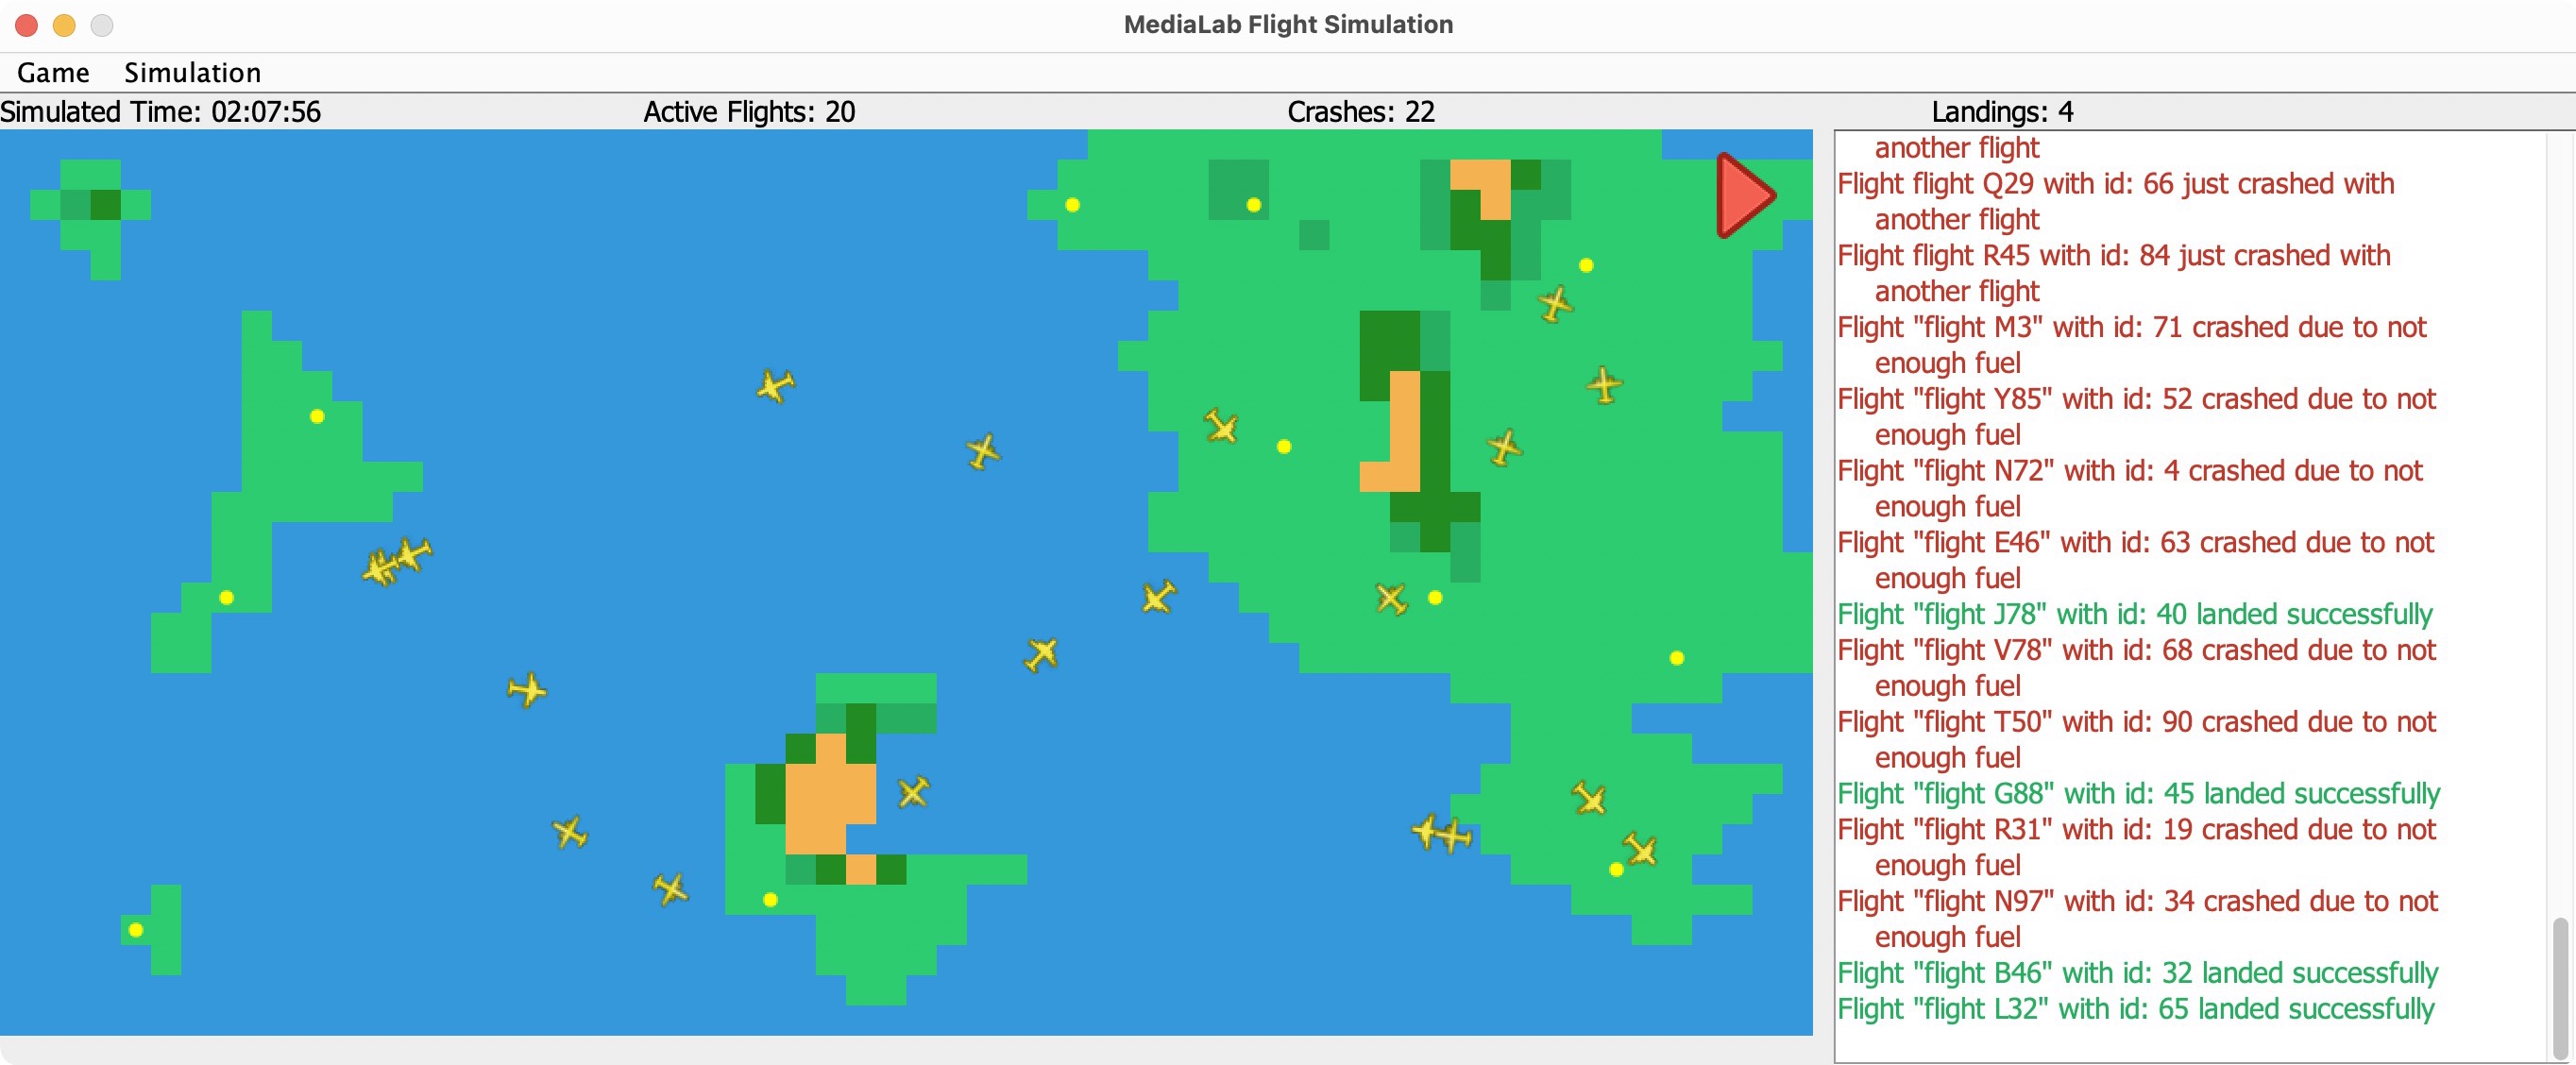 MediaLab Flight Simulation
Game Simulation
Simulated Time: 02:07:56 Active Flights: 20 Crashes: 22 Landings: 4
another flight
Flight flight Q29 with id: 66 just crashed with
another flight
Flight flight R45 with id: 84 just crashed with
another flight
Flight "flight M3" with id: 71 crashed due to not
enough fuel
Flight "flight Y85" with id: 52 crashed due to not
enough fuel
Flight "flight N72" with id: 4 crashed due to not
enough fuel
Flight "flight E46" with id: 63 crashed due to not
enough fuel
Flight "flight J78" with id: 40 landed successfully
Flight "flight V78" with id: 68 crashed due to not
enough fuel
Flight "flight T50" with id: 90 crashed due to not
enough fuel
Flight "flight G88" with id: 45 landed successfully
Flight "flight R31" with id: 19 crashed due to not
enough fuel
Flight "flight N97" with id: 34 crashed due to not
enough fuel
Flight "flight B46" with id: 32 landed successfully
Flight "flight L32" with id: 65 landed successfully